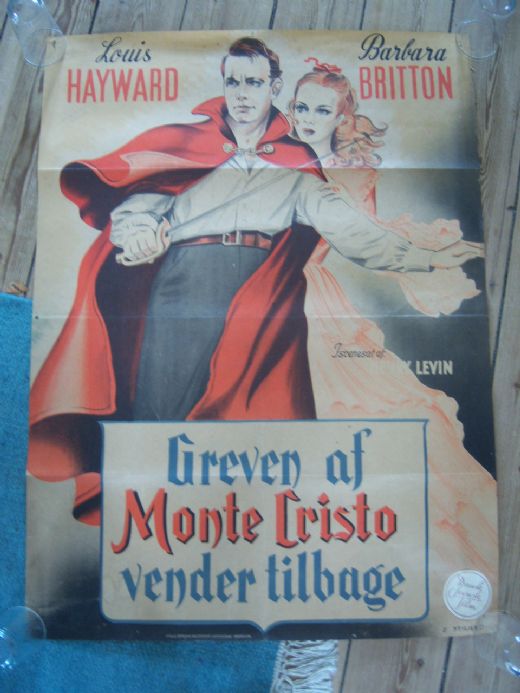 Louis
HAYWARD
Barbara
BRITTON
Iscenesat af:
LEVIN
Greven af
Monte Cristo
vender tilbage